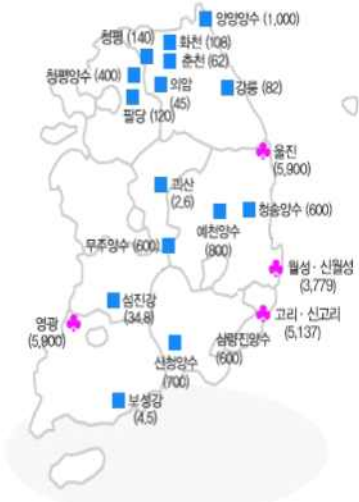 양양양수 (1,000)
청평 (140)
화천 (108)
춘천 (62)
청평양수 (400)
의암
(45)
강릉 (82)
팔당 (120)
울진
(5,900)
괴산
(2.6)
청송양수 (600)
예천양수
(800)
무주양수 (600)
월성·신월성
(3,779)
섬진강
(34.8)
고리·신고리
(5,137)
영광
(5,900)
삼랑진양수
(600)
산청양수
(700)
보성강
(4.5)